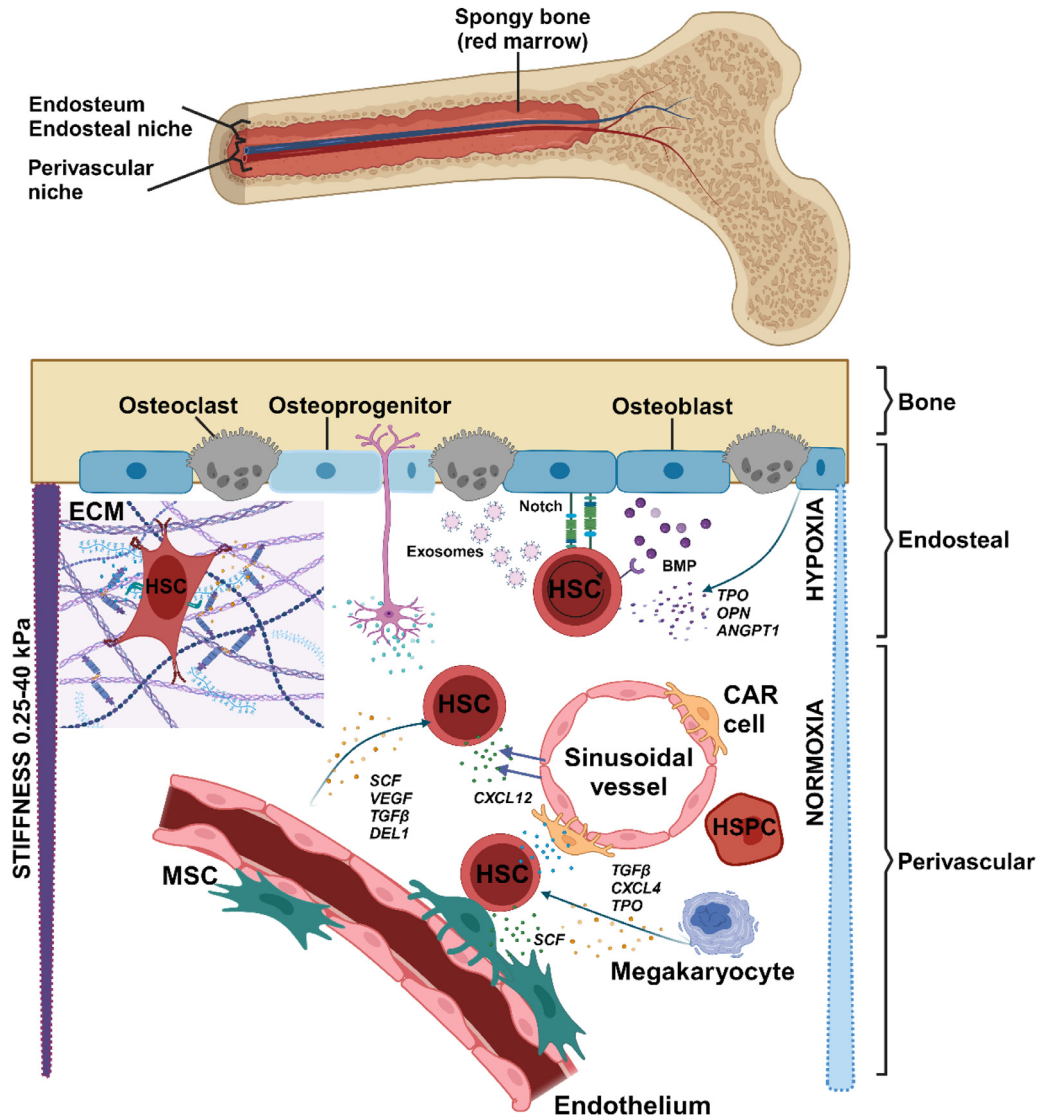 Spongy bone
(red marrow)
Endosteum
Endosteal niche
Perivascular
niche
Osteoclast
Osteoprogenitor
Osteoblast
Bone
ECM
HSC
Notch
Exosomes
HSC
BMP
TPO
OPN
ANGPT1
HYPOXIA
Endosteal
STIFFNESS 0.25-40 kPa
HSC
CAR
cell
Sinusoidal
vessel
SCF
VEGF
TGFβ
DEL1
CXCL12
HSPC
NORMOXIA
Perivascular
MSC
HSC
TGFβ
CXCL4
TPO
SCF
Megakaryocyte
Endothelium